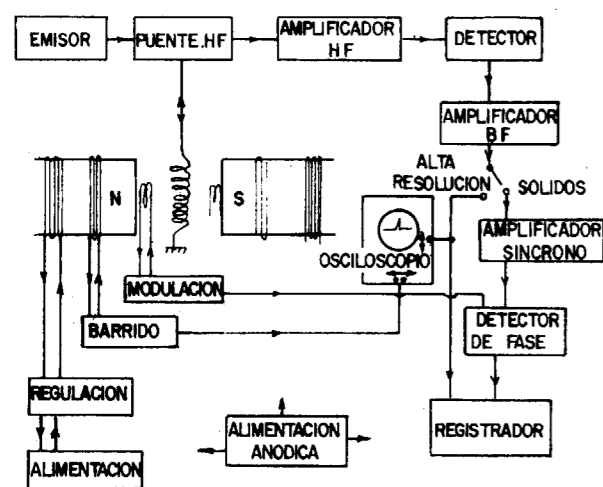 EMISOR
PUENTE.HF
AMPLIFICADOR
HF
DETECTOR
AMPLIFICADOR
BF
ALTA
RESOLUCION
SOLIDOS
N
S
OSCILOSCOPIO
AMPLIFICADOR
SINCRONO
MODULACION
BARRIDO
DETECTOR
DE FASE
REGULACION
ALIMENTACION
ANODICA
REGISTRADOR
ALIMENTACION